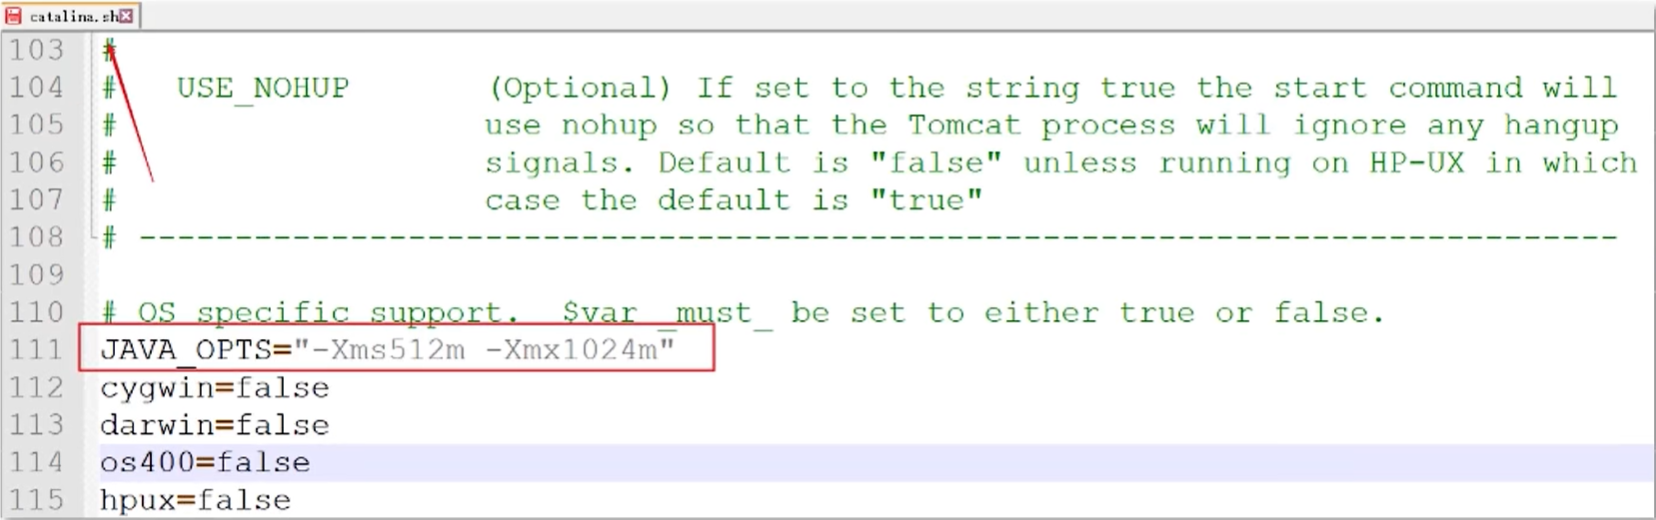 catalina.sh
103 #
104 # USE_NOHUP (Optional) If set to the string true the start command will
105 # use nohup so that the Tomcat process will ignore any hangup
106 # signals. Default is "false" unless running on HP-UX in which
107 # case the default is "true"
108 # -----------------------------------------------------------------------------
109
110 # OS specific support.  $var _must_ be set to either true or false.
111 JAVA_OPTS="-Xms512m -Xmx1024m"
112 cygwin=false
113 darwin=false
114 os400=false
115 hpux=false